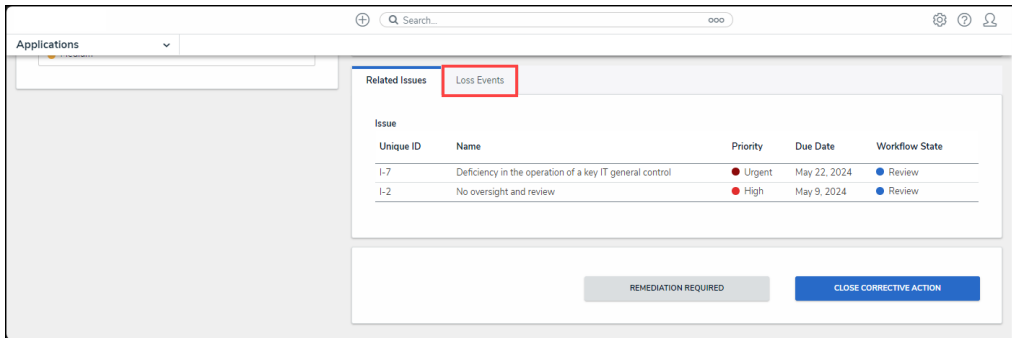 Search...
Applications
Medium
Related Issues Loss Events
Issue
Unique ID Name Priority Due Date Workflow State
I-7 Deficiency in the operation of a key IT general control Urgent May 22, 2024 Review
I-2 No oversight and review High May 9, 2024 Review
REMEDIATION REQUIRED CLOSE CORRECTIVE ACTION